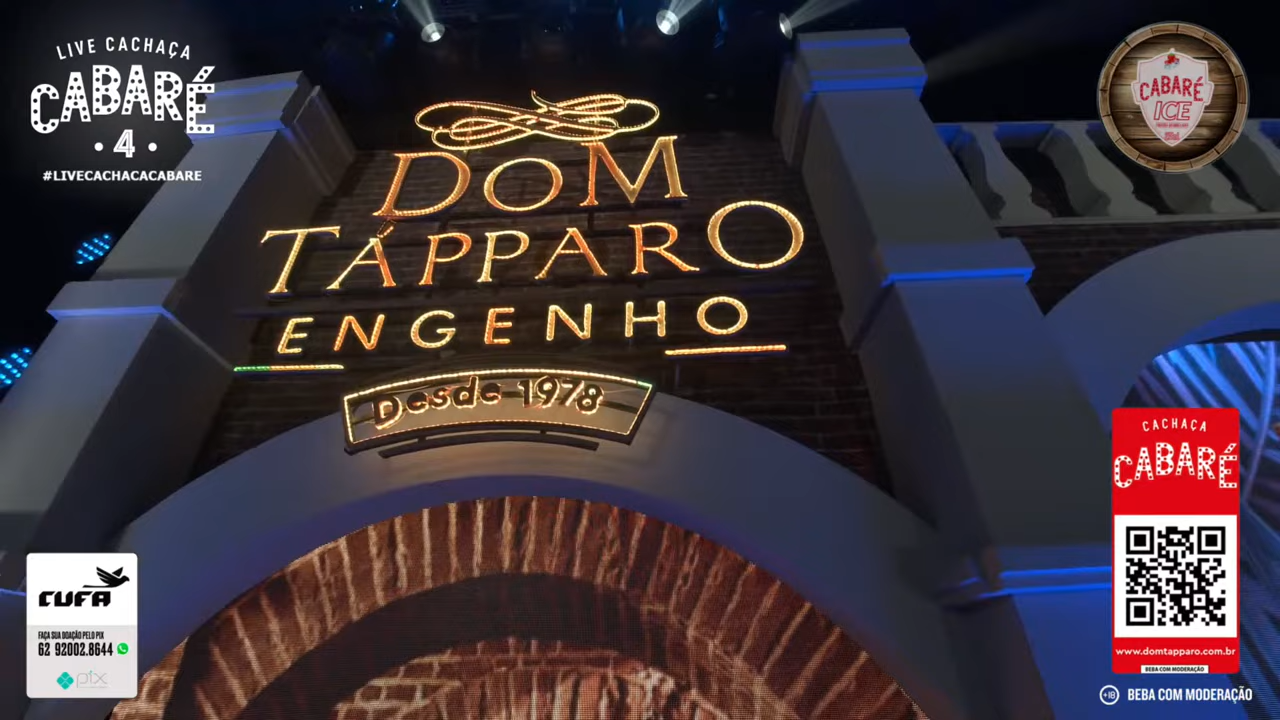 LIVE CACHAÇA
CABARÉ
• 4 •
#LIVECACHACACABARE
DOM
TÁPPARO
ENGENHO
Desde 1978
CABARÉ
ICE
CACHAÇA
CABARÉ
www.domtapparo.com.br
BEBA COM MODERAÇÃO
+18 BEBA COM MODERAÇÃO
CUFA
FAÇA SUA DOAÇÃO PELO PIX
62 92002.8644
pix